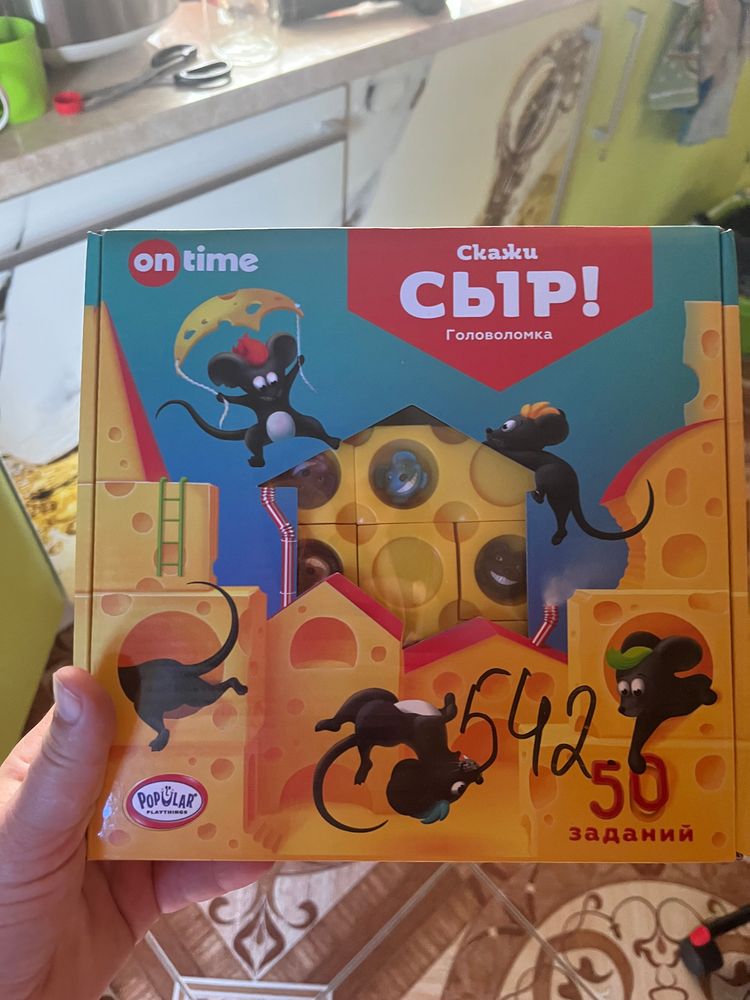 on time
Скажи
СЫР!
Головоломка
542
50
заданий
POPULAR
PLAYTHINGS